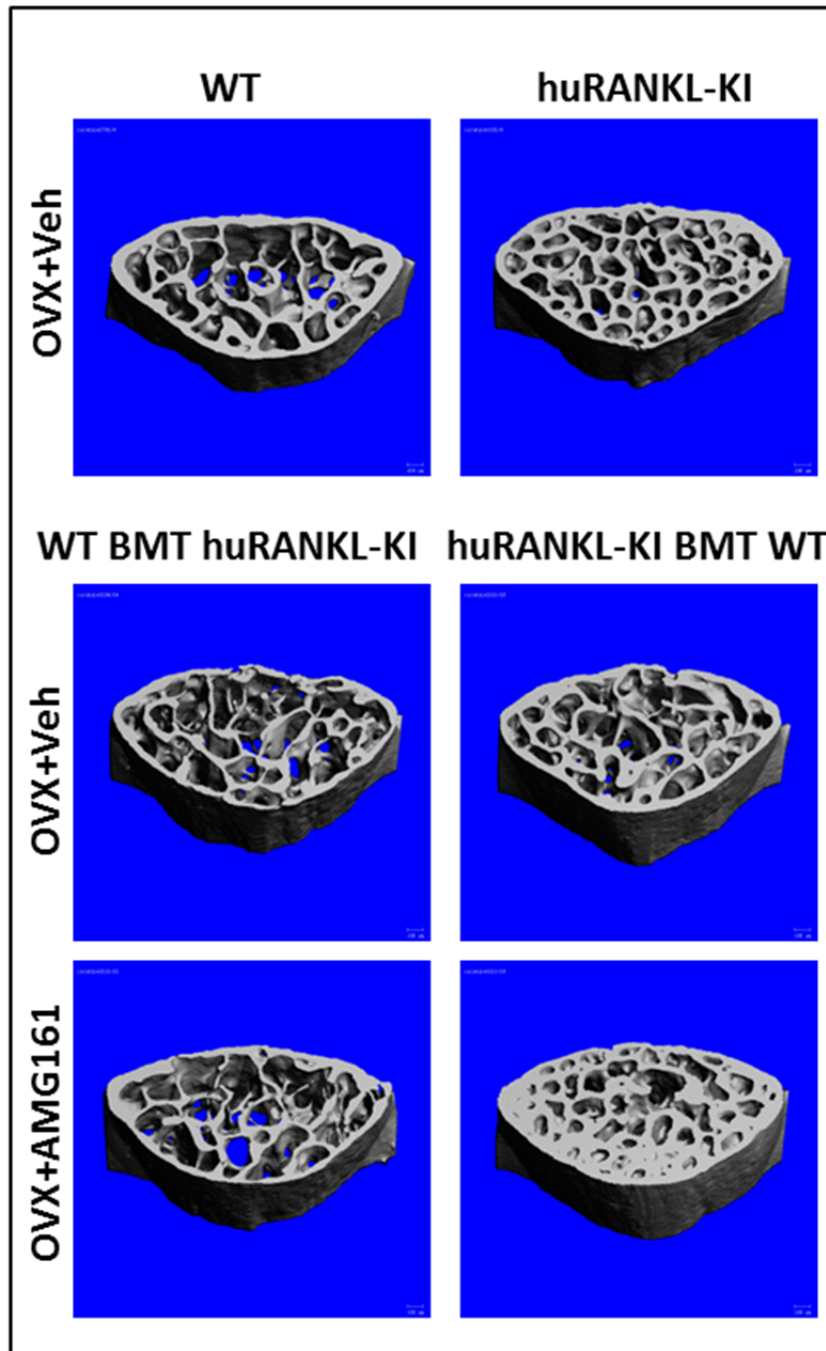 WT huRANKL-KI
OVX+Veh
WT BMT huRANKL-KI huRANKL-KI BMT WT
OVX+Veh
OVX+AMG161